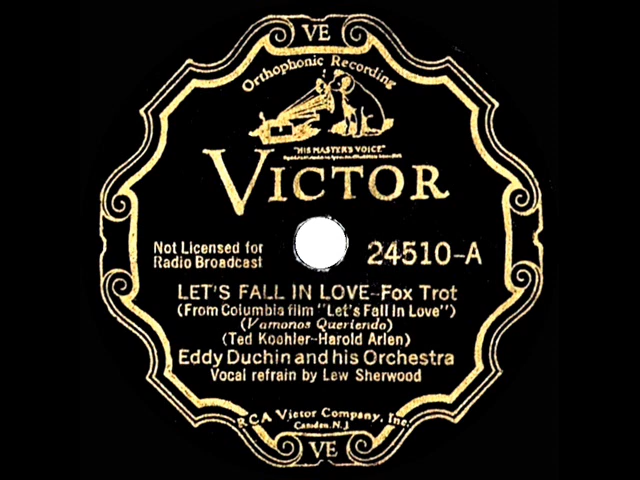 VE
Orthophonic Recording
"HIS MASTER'S VOICE"
VICTOR
Not Licensed for
Radio Broadcast
24510-A
LET'S FALL IN LOVE-Fox Trot
(From Columbia film "Let's Fall In Love")
(Vamonos Queriendo)
(Ted Koehler-Harold Arlen)
Eddy Duchin and his Orchestra
Vocal refrain by Lew Sherwood
RCA Victor Company, Inc.
Camden, N.J.
VE